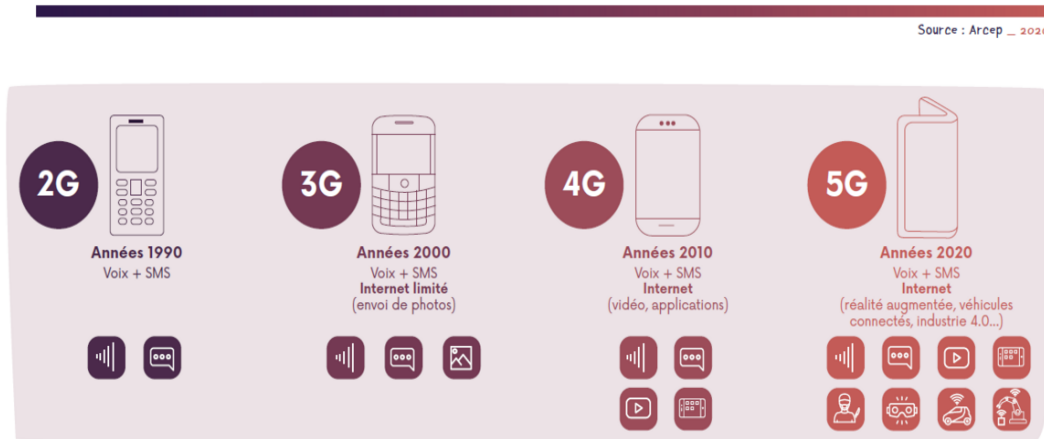 Source : Arcep _ 2020
2G
Années 1990
Voix + SMS
3G
Années 2000
Voix + SMS
Internet limité
(envoi de photos)
4G
Années 2010
Voix + SMS
Internet
(vidéo, applications)
5G
Années 2020
Voix + SMS
Internet
(réalité augmentée, véhicules
connectés, industrie 4.0...)